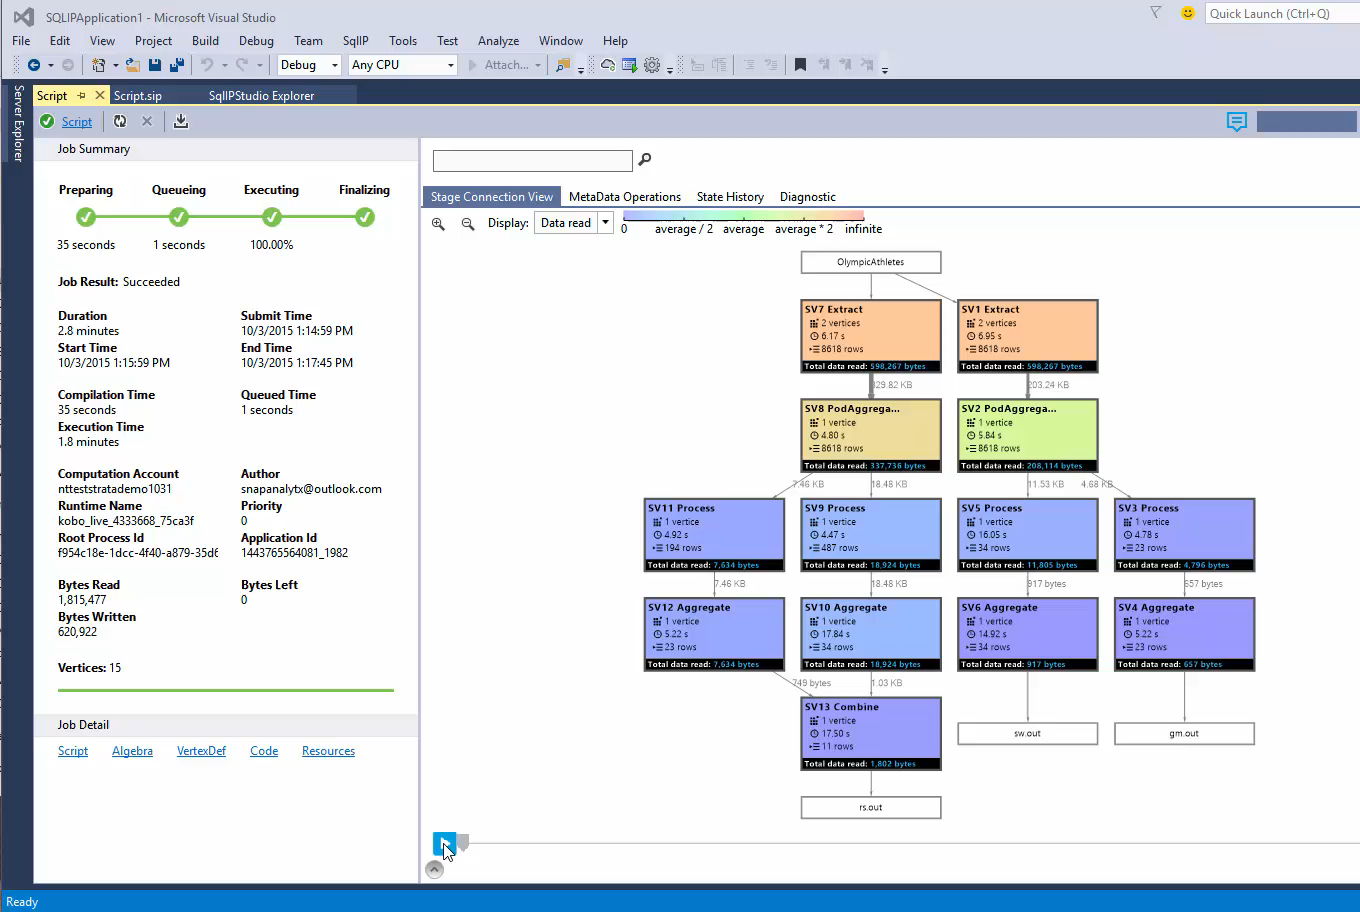 SQLIPApplication1 - Microsoft Visual Studio
Quick Launch (Ctrl+Q)
File Edit View Project Build Debug Team SqlIP Tools Test Analyze Window Help
Debug Any CPU Attach...
Server Explorer
Script Script.sip SqlIPStudio Explorer
Script
Job Summary
Preparing Queueing Executing Finalizing
35 seconds 1 seconds 100.00%
Job Result: Succeeded
Duration Submit Time
2.8 minutes 10/3/2015 1:14:59 PM
Start Time End Time
10/3/2015 1:15:59 PM 10/3/2015 1:17:45 PM
Compilation Time Queued Time
35 seconds 1 seconds
Execution Time
1.8 minutes
Computation Account Author
ntteststratademo1031 snapanalytx@outlook.com
Runtime Name Priority
kobo_live_4333668_75ca3f 0
Root Process Id Application Id
f954c18e-1dcc-4f40-a879-35d6 1443765564081_1982
Bytes Read Bytes Left
1,815,477 0
Bytes Written
620,922
Vertices: 15
Job Detail
Script Algebra VertexDef Code Resources
Stage Connection View MetaData Operations State History Diagnostic
Display: Data read
0 average / 2 average average * 2 infinite
OlympicAthletes
SV7 Extract
2 vertices
6.17 s
8618 rows
Total data read: 598,267 bytes
SV1 Extract
2 vertices
6.95 s
8618 rows
Total data read: 598,267 bytes
329.82 KB 203.24 KB
SV8 PodAggrega...
1 vertice
4.80 s
8618 rows
Total data read: 337,736 bytes
SV2 PodAggrega...
1 vertice
5.84 s
8618 rows
Total data read: 208,114 bytes
7.46 KB 18.48 KB 11.53 KB 4.68 KB
SV11 Process
1 vertice
4.92 s
194 rows
Total data read: 7,634 bytes
SV9 Process
1 vertice
4.47 s
487 rows
Total data read: 18,924 bytes
SV5 Process
1 vertice
16.05 s
34 rows
Total data read: 11,805 bytes
SV3 Process
1 vertice
4.78 s
23 rows
Total data read: 4,796 bytes
7.46 KB 18.48 KB 917 bytes 657 bytes
SV12 Aggregate
1 vertice
5.22 s
23 rows
Total data read: 7,634 bytes
SV10 Aggregate
1 vertice
17.84 s
34 rows
Total data read: 18,924 bytes
SV6 Aggregate
1 vertice
14.92 s
34 rows
Total data read: 917 bytes
SV4 Aggregate
1 vertice
5.22 s
23 rows
Total data read: 657 bytes
749 bytes 1.03 KB
SV13 Combine
1 vertice
17.50 s
11 rows
Total data read: 1,802 bytes
sw.out gm.out
rs.out
Ready